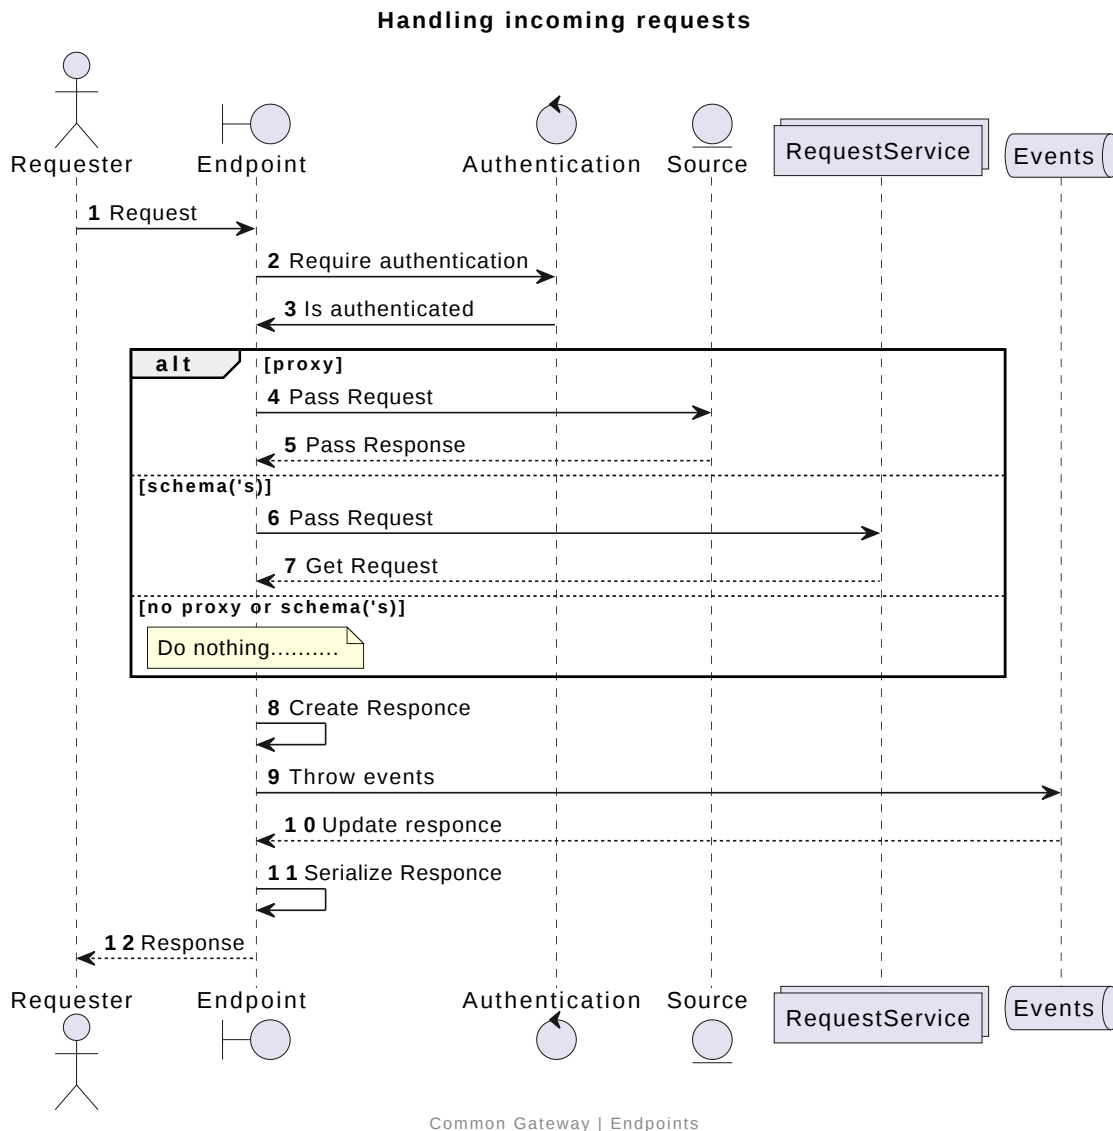 Handling incoming requests
Requester
Endpoint
Authentication
Source
RequestService
Events
1 Request
2 Require authentication
3 Is authenticated
alt [proxy]
4 Pass Request
5 Pass Response
[schema('s)]
6 Pass Request
7 Get Request
[no proxy or schema('s)]
Do nothing..........
8 Create Responce
9 Throw events
10 Update responce
11 Serialize Responce
12 Response
Requester
Endpoint
Authentication
Source
RequestService
Events
Common Gateway | Endpoints